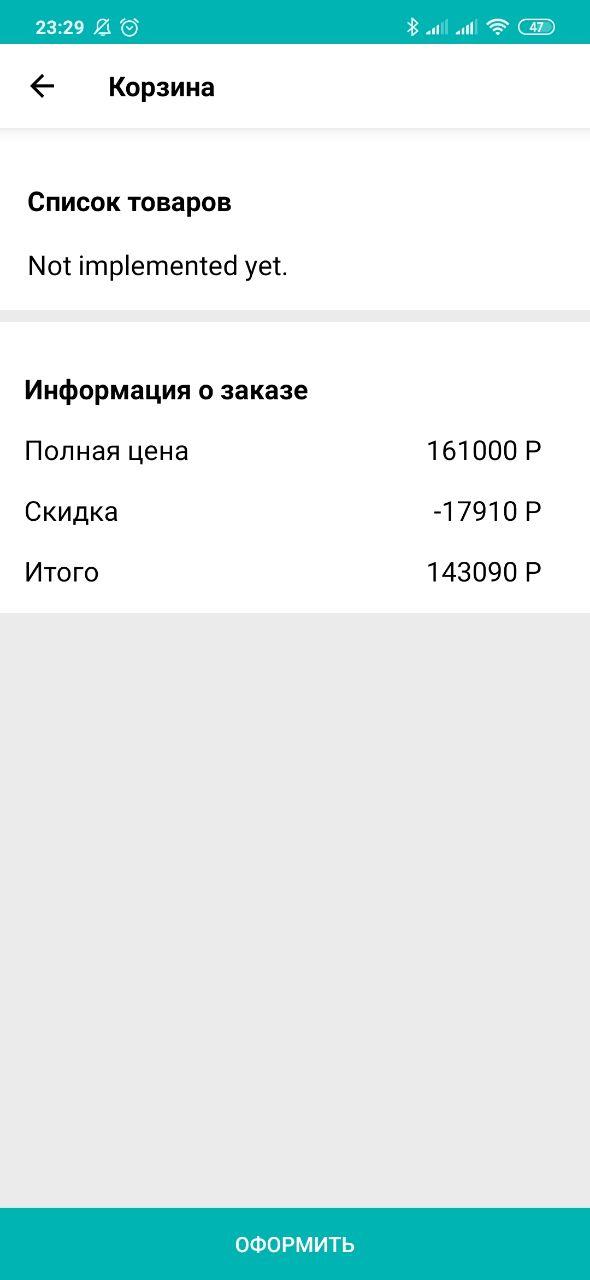 23:29 47
Корзина
Список товаров
Not implemented yet.
Информация о заказе
Полная цена 161000 Р
Скидка -17910 Р
Итого 143090 Р
ОФОРМИТЬ